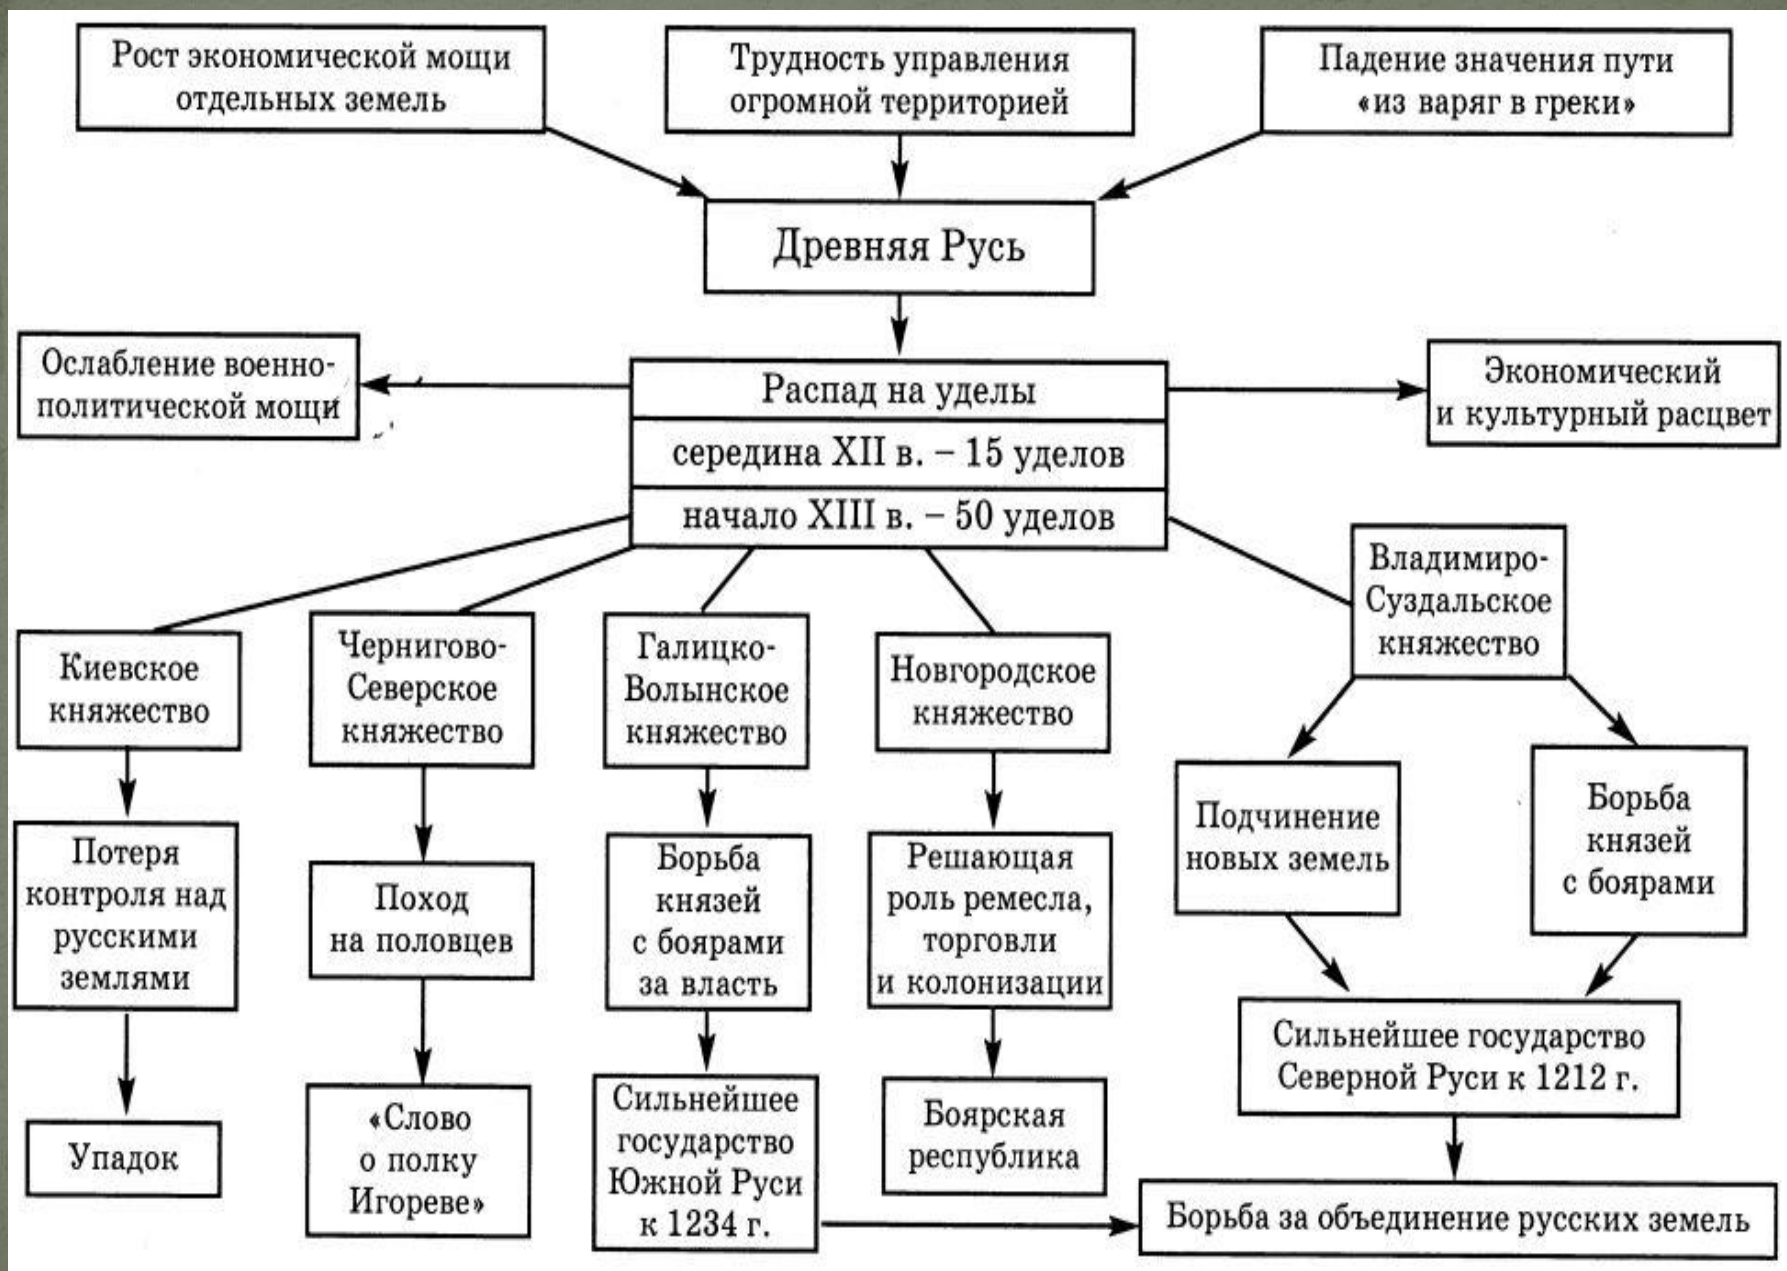 Рост экономической мощи
отдельных земель
Трудность управления
огромной территорией
Падение значения пути
«из варяг в греки»
Древняя Русь
Ослабление военно-
политической мощи
Распад на уделы
середина XII в. – 15 уделов
начало XIII в. – 50 уделов
Экономический
и культурный расцвет
Киевское
княжество
Чернигово-
Северское
княжество
Галицко-
Волынское
княжество
Новгородское
княжество
Владимиро-
Суздальское
княжество
Потеря
контроля над
русскими
землями
Поход
на половцев
Борьба
князей
с боярами
за власть
Решающая
роль ремесла,
торговли
и колонизации
Подчинение
новых земель
Борьба
князей
с боярами
Упадок
«Слово
о полку
Игореве»
Сильнейшее
государство
Южной Руси
к 1234 г.
Боярская
республика
Сильнейшее государство
Северной Руси к 1212 г.
Борьба за объединение русских земель